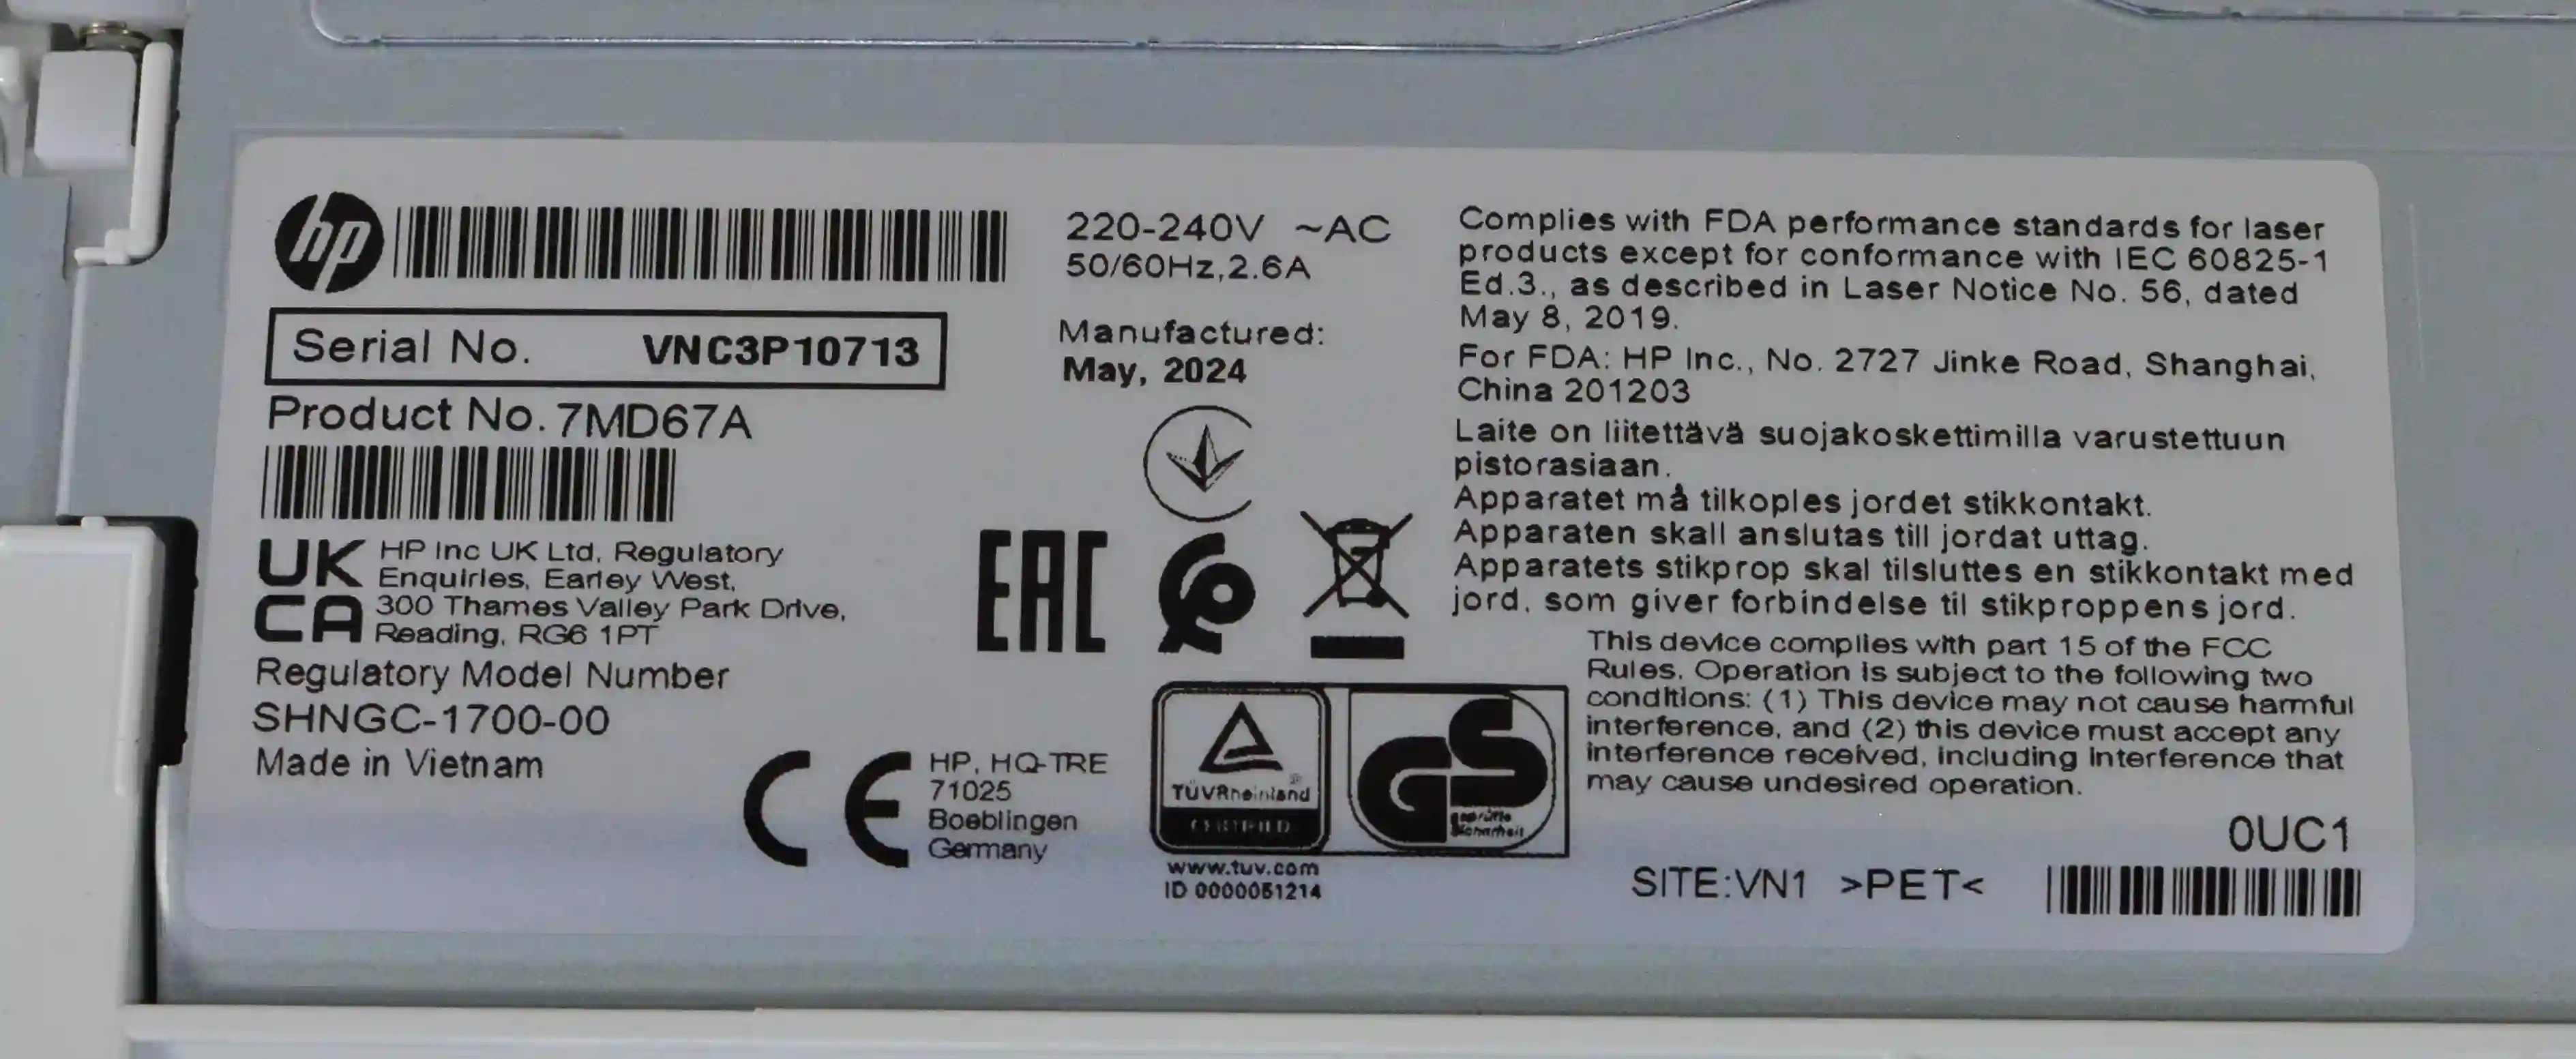 hp
Serial No. VNC3P10713
Product No. 7MD67A
UK
CA
HP Inc UK Ltd, Regulatory
Enquiries, Earley West,
300 Thames Valley Park Drive,
Reading, RG6 1PT
Regulatory Model Number
SHNGC-1700-00
Made in Vietnam
220-240V ~AC
50/60Hz,2.6A
Manufactured:
May, 2024
EAC
CE
HP, HQ-TRE
71025
Boeblingen
Germany
TÜVRheinland®
CERTIFIED
GS
geprüfte
Sicherheit
www.tuv.com
ID 0000051214
Complies with FDA performance standards for laser
products except for conformance with IEC 60825-1
Ed.3., as described in Laser Notice No. 56, dated
May 8, 2019.
For FDA: HP Inc., No. 2727 Jinke Road, Shanghai,
China 201203
Laite on liitettävä suojakoskettimilla varustettuun
pistorasiaan.
Apparatet må tilkoples jordet stikkontakt.
Apparaten skall anslutas till jordat uttag.
Apparatets stikprop skal tilsluttes en stikkontakt med
jord, som giver forbindelse til stikproppens jord.
This device complies with part 15 of the FCC
Rules. Operation is subject to the following two
conditions: (1) This device may not cause harmful
interference, and (2) this device must accept any
interference received, including interference that
may cause undesired operation.
0UC1
SITE:VN1 >PET<